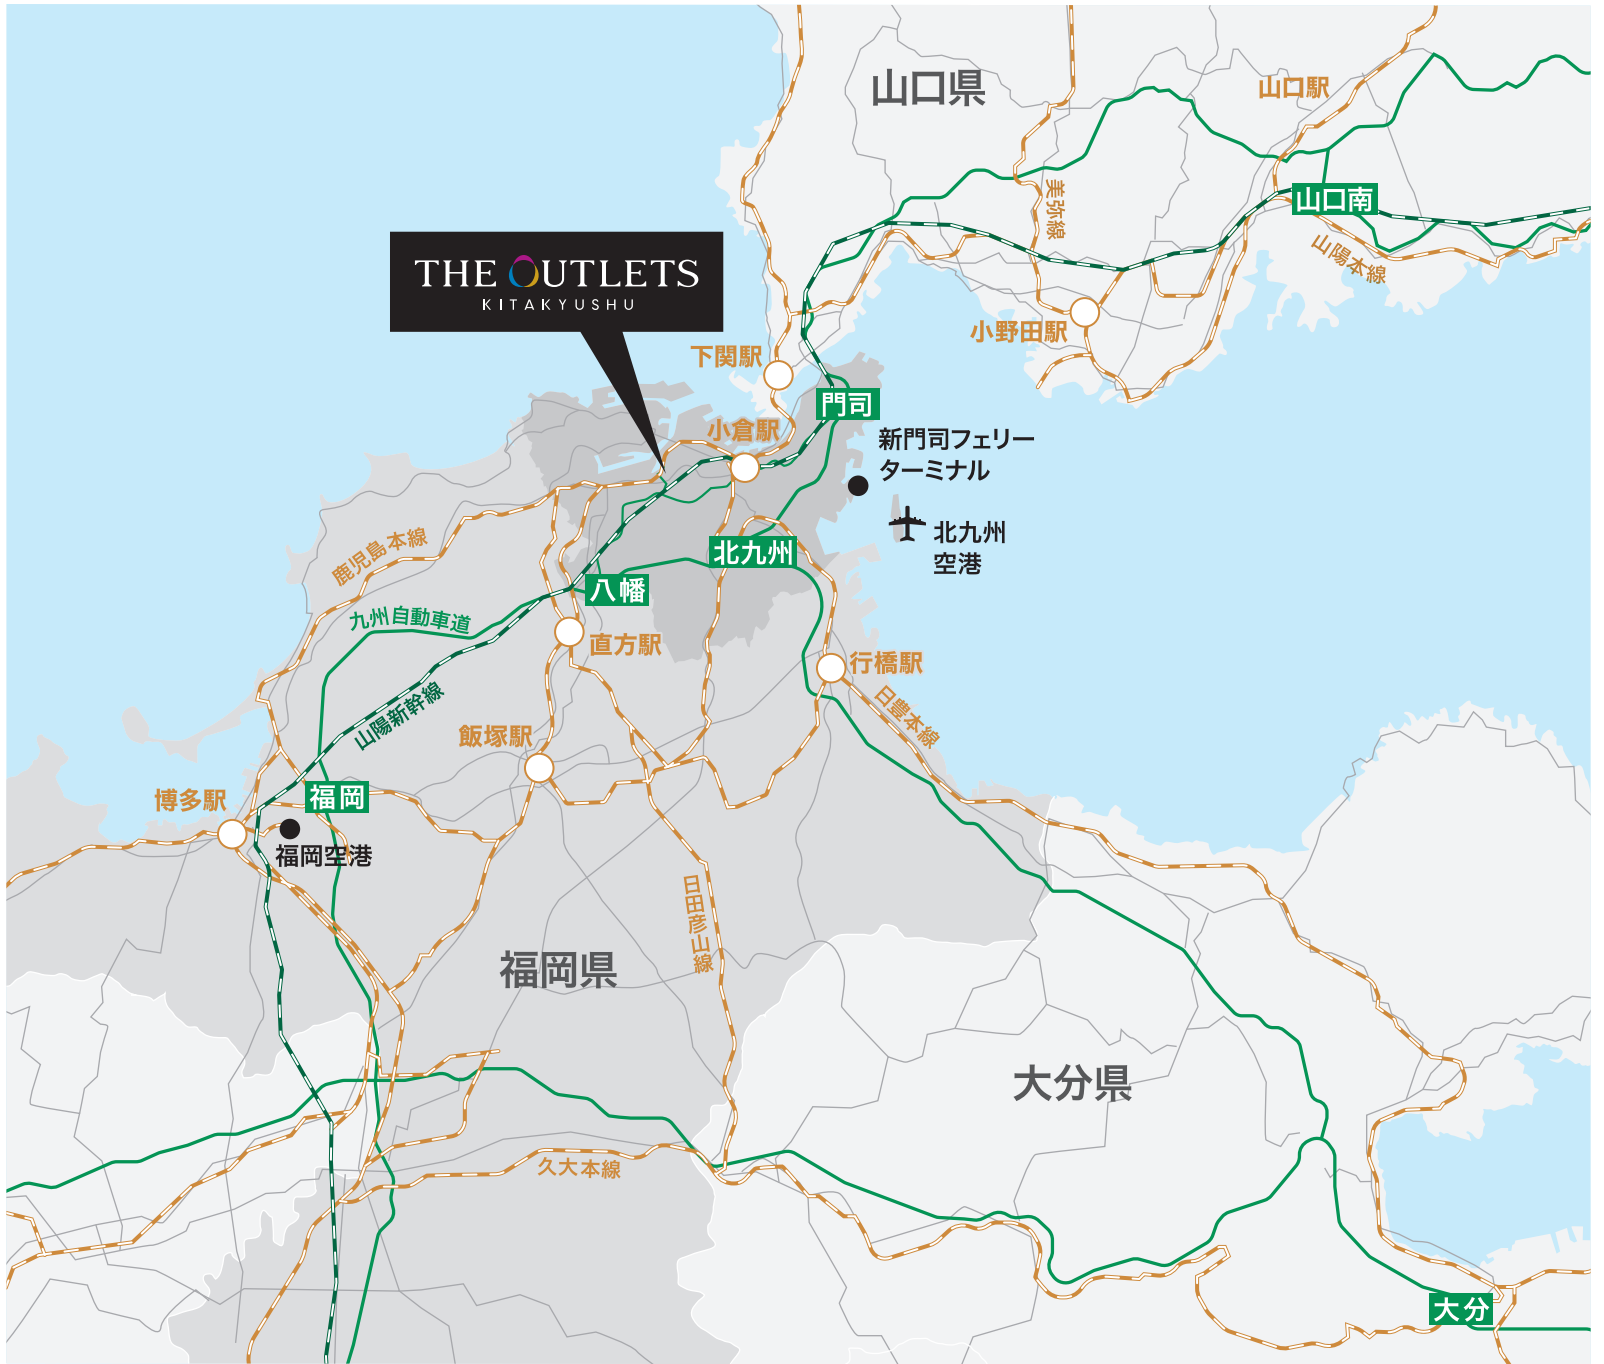 山口県
山口駅
美弥線
山口南
山陽本線
THE OUTLETS
KITAKYUSHU
小野田駅
下関駅
門司
小倉駅
新門司フェリー
ターミナル
北九州
空港
北九州
鹿児島本線
八幡
九州自動車道
直方駅
行橋駅
山陽新幹線
日豊本線
飯塚駅
博多駅
福岡
福岡空港
日田彦山線
福岡県
大分県
久大本線
大分